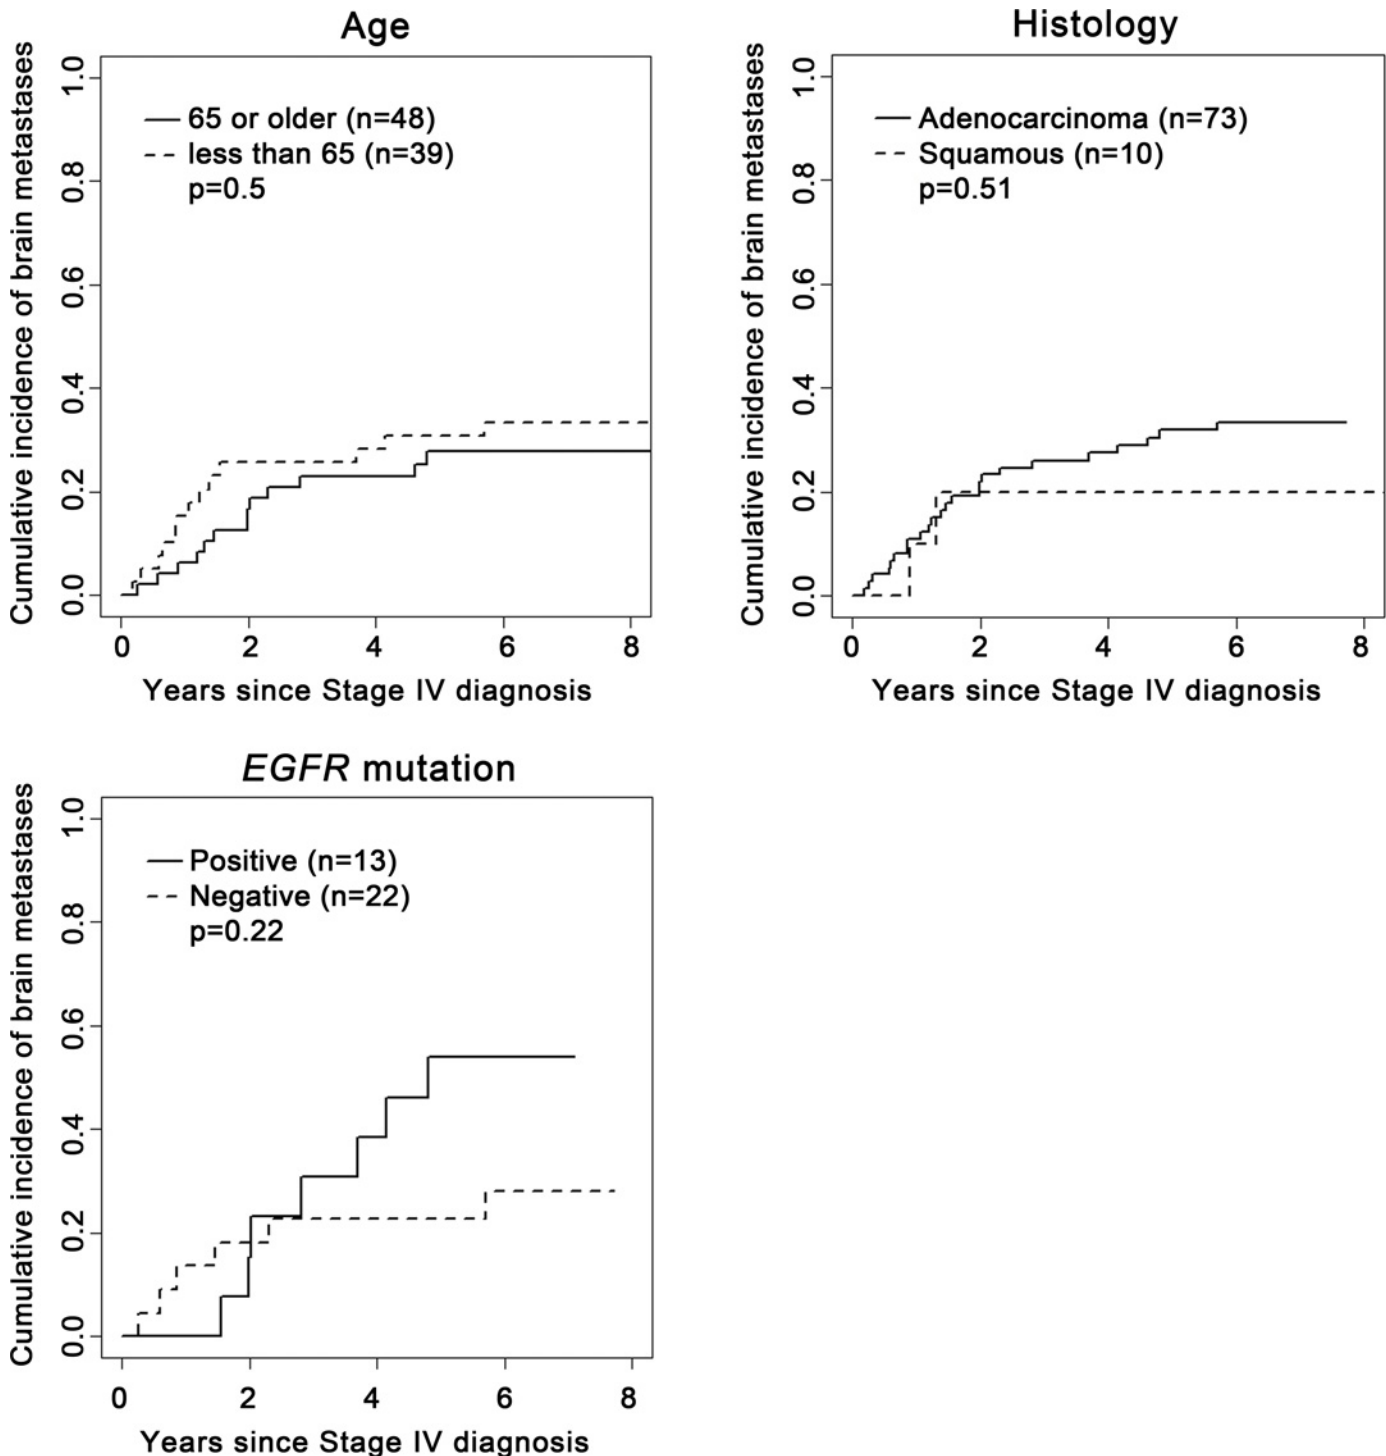 Age
Cumulative incidence of brain metastases
1.0
0.8
0.6
0.4
0.2
0.0
65 or older (n=48)
less than 65 (n=39)
p=0.5
0 2 4 6 8
Years since Stage IV diagnosis
Histology
Cumulative incidence of brain metastases
1.0
0.8
0.6
0.4
0.2
0.0
Adenocarcinoma (n=73)
Squamous (n=10)
p=0.51
0 2 4 6 8
Years since Stage IV diagnosis
EGFR mutation
Cumulative incidence of brain metastases
1.0
0.8
0.6
0.4
0.2
0.0
Positive (n=13)
Negative (n=22)
p=0.22
0 2 4 6 8
Years since Stage IV diagnosis